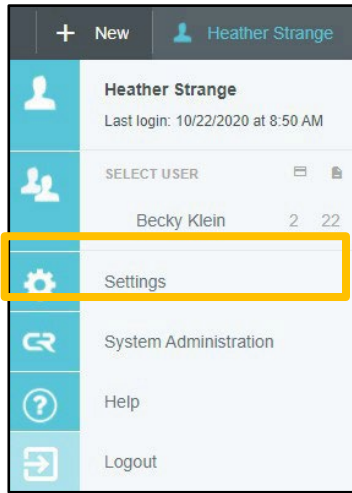 + New Heather Strange
Heather Strange
Last login: 10/22/2020 at 8:50 AM
SELECT USER
Becky Klein 2 22
Settings
CR System Administration
? Help
Logout